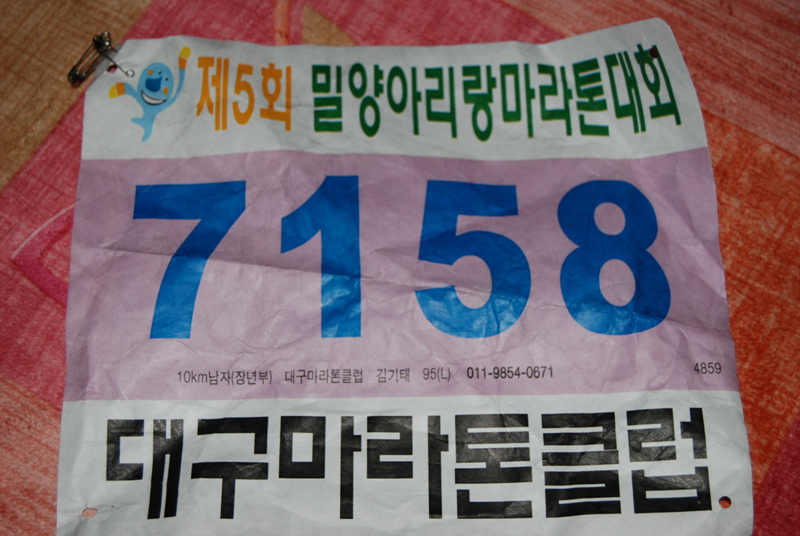 제5회 밀양아리랑마라톤대회
7158
10km남자(장년부) 대구마라톤클럽 김기태 95(L) 011-9854-0671 4859
대구마라톤클럽